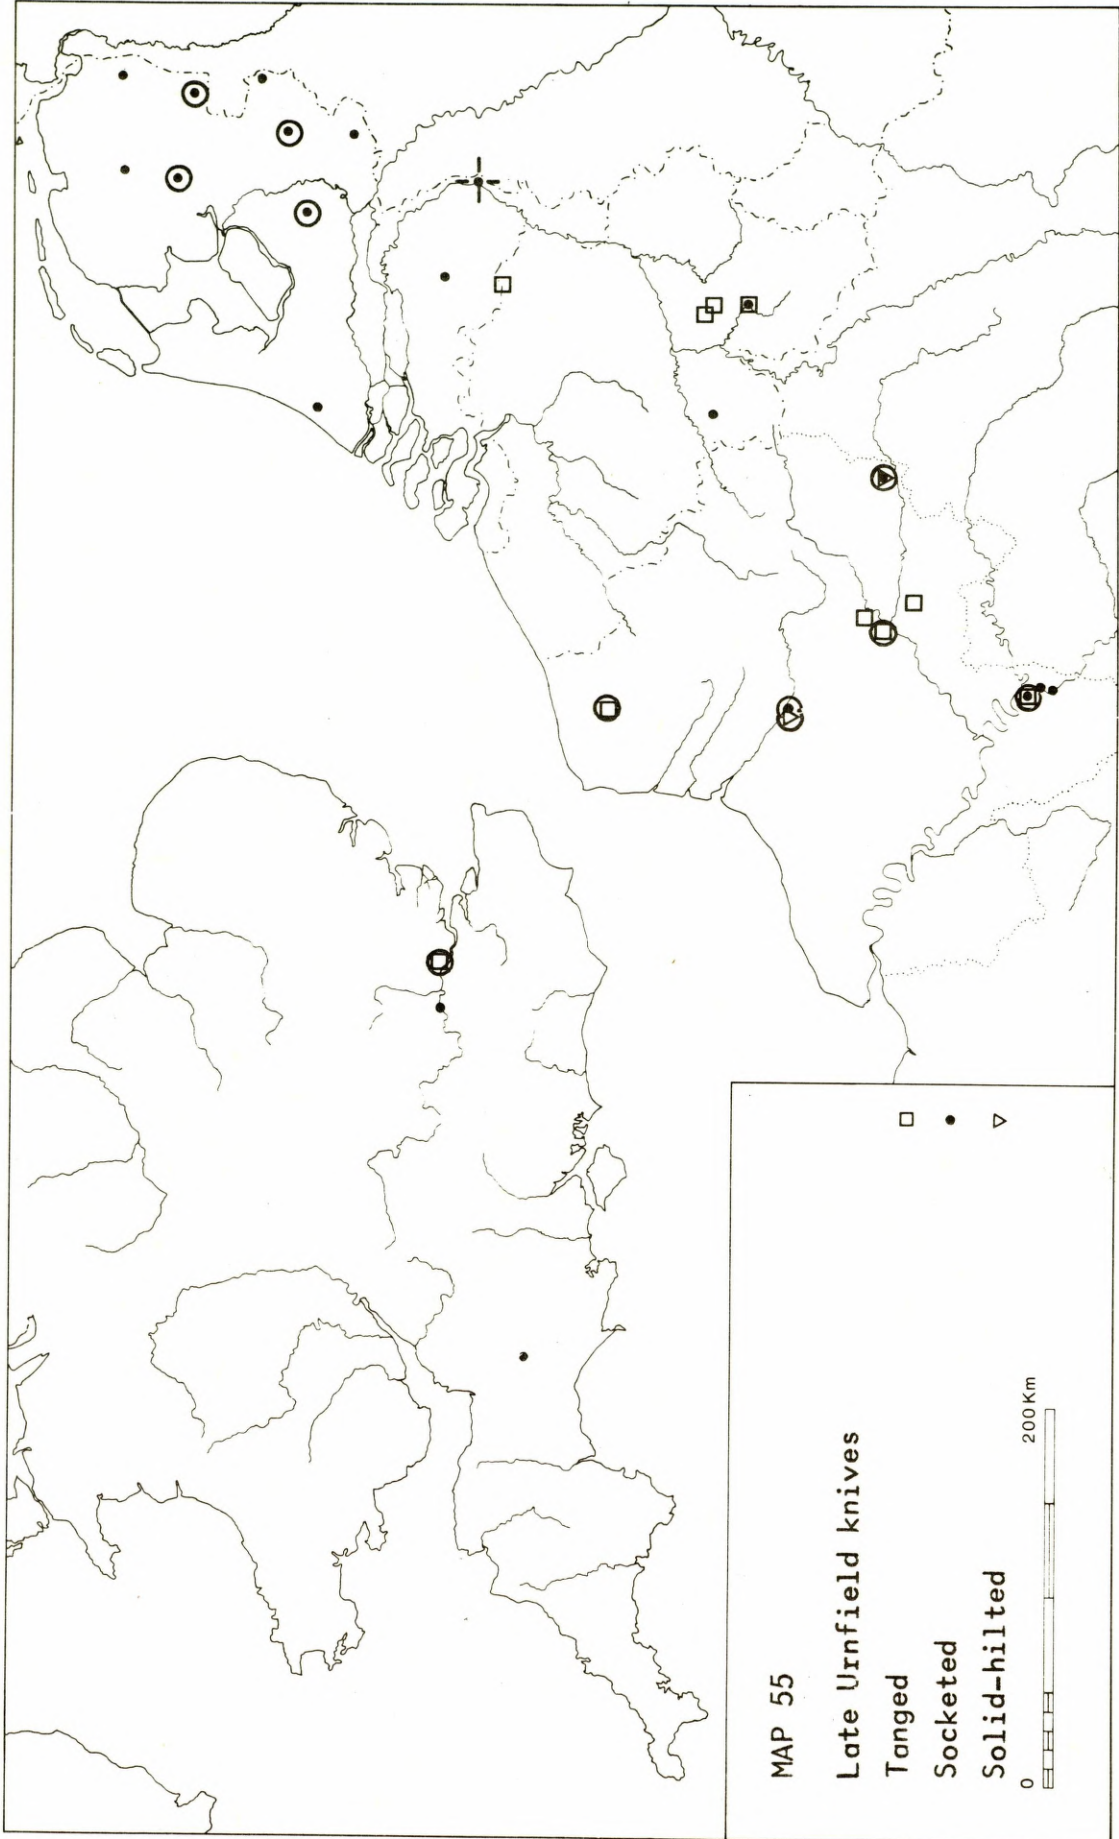 MAP 55
Late Urnfield knives
Tanged □
Socketed ●
Solid-hilted ▽
0 200Km